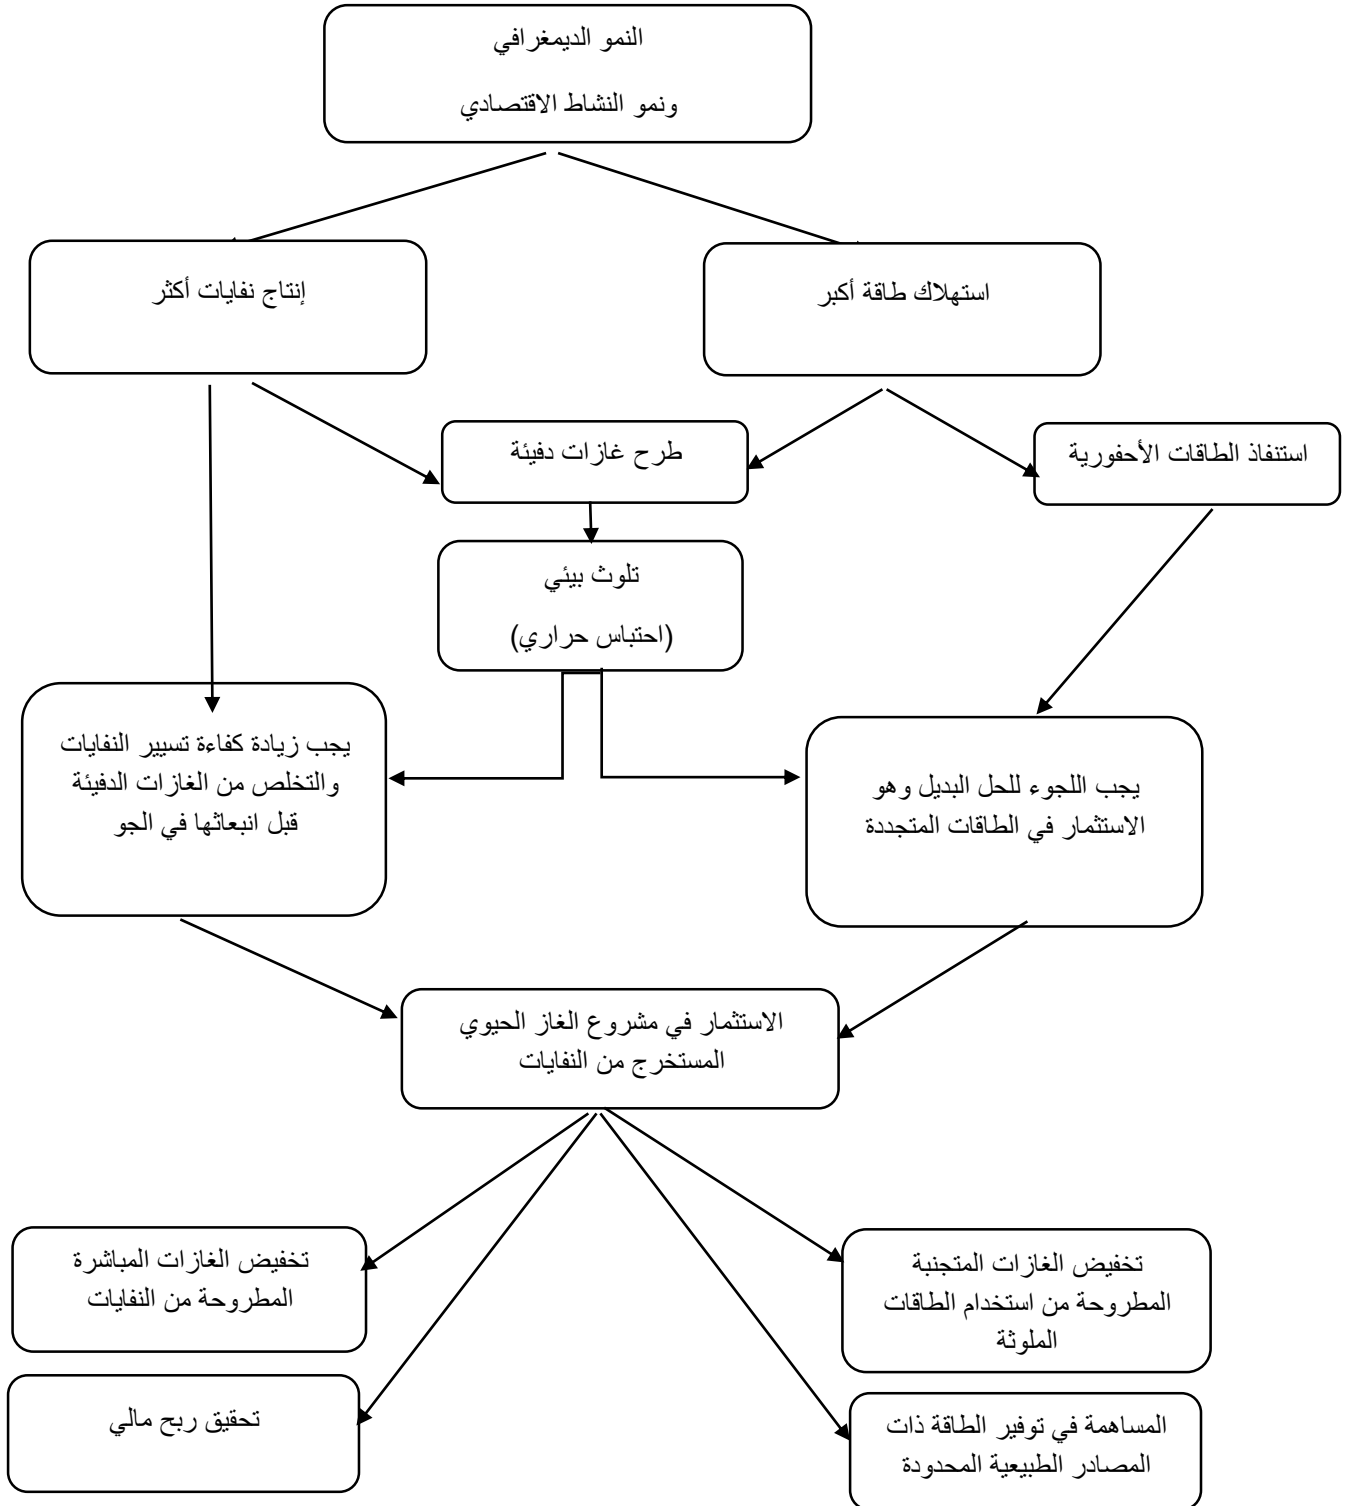 النمو الديمغرافي
ونمو النشاط الاقتصادي
استهلاك طاقة أكبر
إنتاج نفايات أكثر
استنفاذ الطاقات الأحفورية
طرح غازات دفيئة
تلوث بيئي
(احتباس حراري)
يجب اللجوء للحل البديل وهو
الاستثمار في الطاقات المتجددة
يجب زيادة كفاءة تسيير النفايات
والتخلص من الغازات الدفيئة
قبل انبعاثها في الجو
الاستثمار في مشروع الغاز الحيوي
المستخرج من النفايات
تخفيض الغازات المتجنبة
المطروحة من استخدام الطاقات
الملوثة
تخفيض الغازات المباشرة
المطروحة من النفايات
المساهمة في توفير الطاقة ذات
المصادر الطبيعية المحدودة
تحقيق ربح مالي